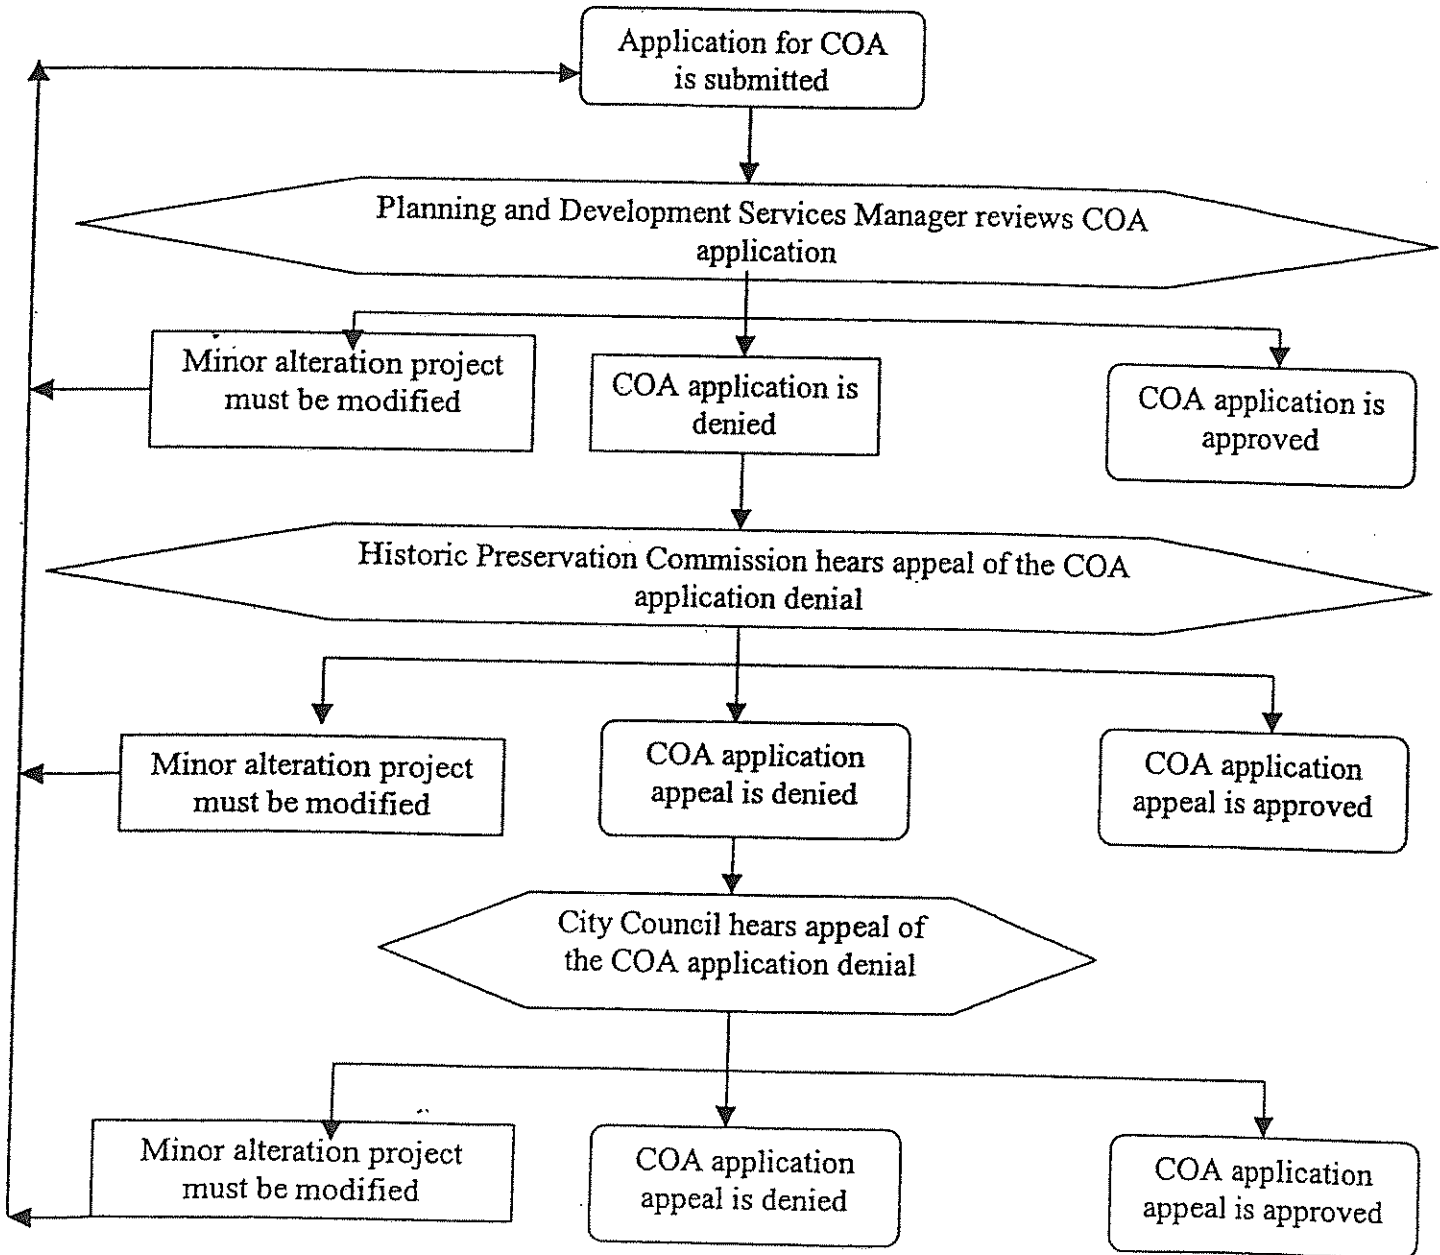 Application for COA
is submitted
Planning and Development Services Manager reviews COA
application
Minor alteration project
must be modified
COA application is
denied
COA application is
approved
Historic Preservation Commission hears appeal of the COA
application denial
Minor alteration project
must be modified
COA application
appeal is denied
COA application
appeal is approved
City Council hears appeal of
the COA application denial
Minor alteration project
must be modified
COA application
appeal is denied
COA application
appeal is approved